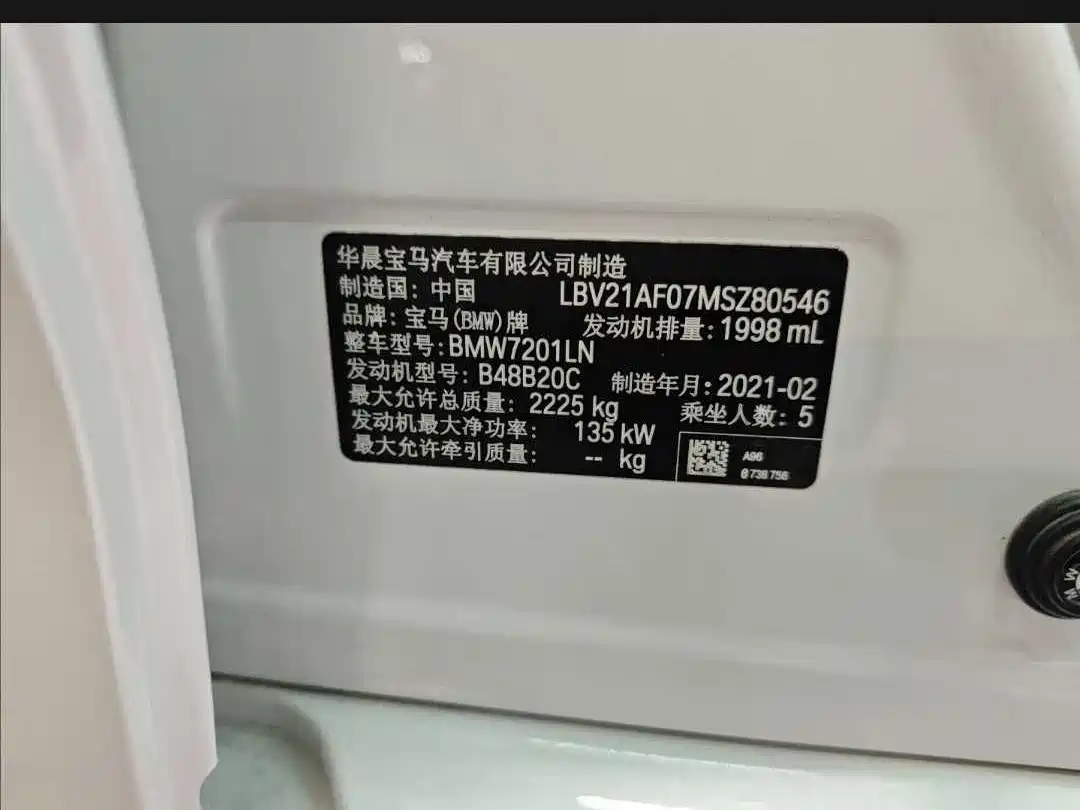 华晨宝马汽车有限公司制造
制造国：中国 LBV21AF07MSZ80546
品牌：宝马(BMW)牌 发动机排量：1998 mL
整车型号：BMW7201LN
发动机型号：B48B20C 制造年月：2021-02
最大允许总质量：2225 kg 乘坐人数：5
发动机最大净功率：135 kW
最大允许牵引质量：-- kg
A96
6 736 756